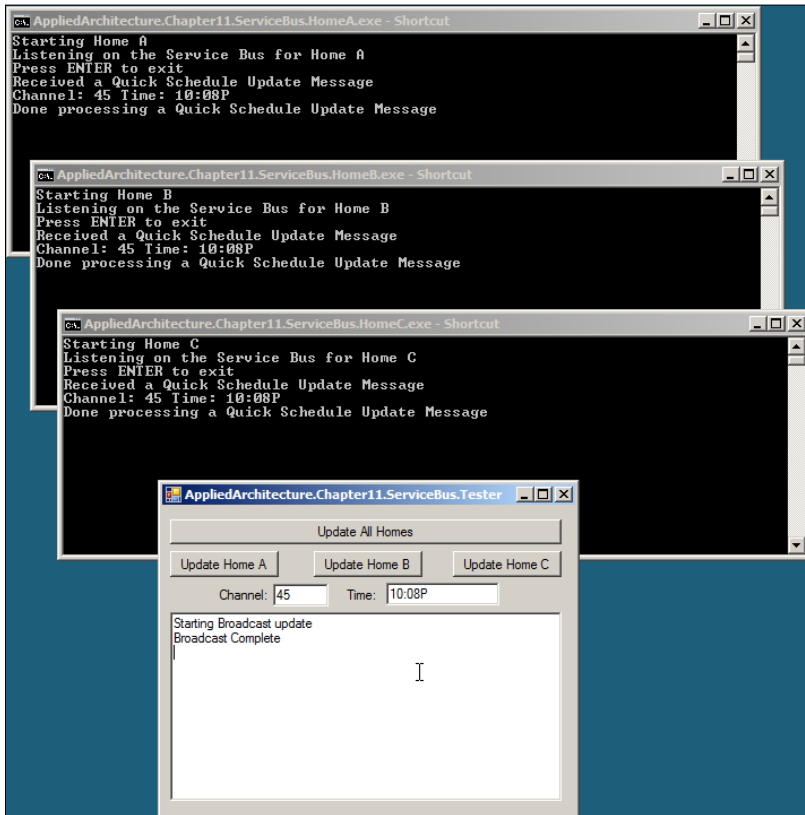 AppliedArchitecture.Chapter11.ServiceBus.HomeA.exe - Shortcut
Starting Home A
Listening on the Service Bus for Home A
Press ENTER to exit
Received a Quick Schedule Update Message
Channel: 45 Time: 10:08P
Done processing a Quick Schedule Update Message
AppliedArchitecture.Chapter11.ServiceBus.HomeB.exe - Shortcut
Starting Home B
Listening on the Service Bus for Home B
Press ENTER to exit
Received a Quick Schedule Update Message
Channel: 45 Time: 10:08P
Done processing a Quick Schedule Update Message
AppliedArchitecture.Chapter11.ServiceBus.HomeC.exe - Shortcut
Starting Home C
Listening on the Service Bus for Home C
Press ENTER to exit
Received a Quick Schedule Update Message
Channel: 45 Time: 10:08P
Done processing a Quick Schedule Update Message
AppliedArchitecture.Chapter11.ServiceBus.Tester
Update All Homes
Update Home A Update Home B Update Home C
Channel: 45 Time: 10:08P
Starting Broadcast update
Broadcast Complete